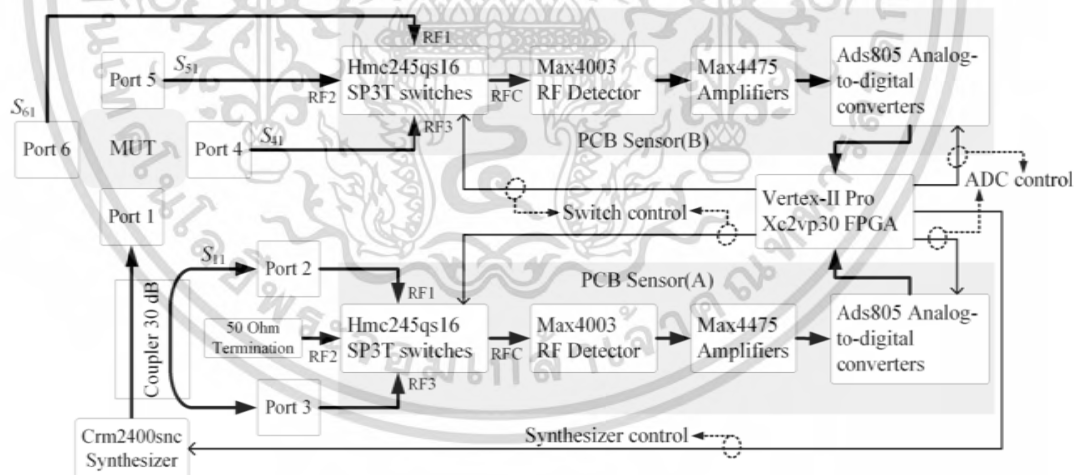 RF1
Port 5
S51
RF2
Hmc245qs16
SP3T switches
RFC
Max4003
RF Detector
Max4475
Amplifiers
Ads805 Analog-
to-digital
converters
S61
Port 6
MUT
Port 4
S41
RF3
PCB Sensor(B)
Port 1
Switch control
Vertex-II Pro
Xc2vp30 FPGA
ADC control
S11
Port 2
RF1
PCB Sensor(A)
Coupler 30 dB
50 Ohm
Termination
RF2
Hmc245qs16
SP3T switches
RFC
Max4003
RF Detector
Max4475
Amplifiers
Ads805 Analog-
to-digital
converters
RF3
Port 3
Crm2400snc
Synthesizer
Synthesizer control